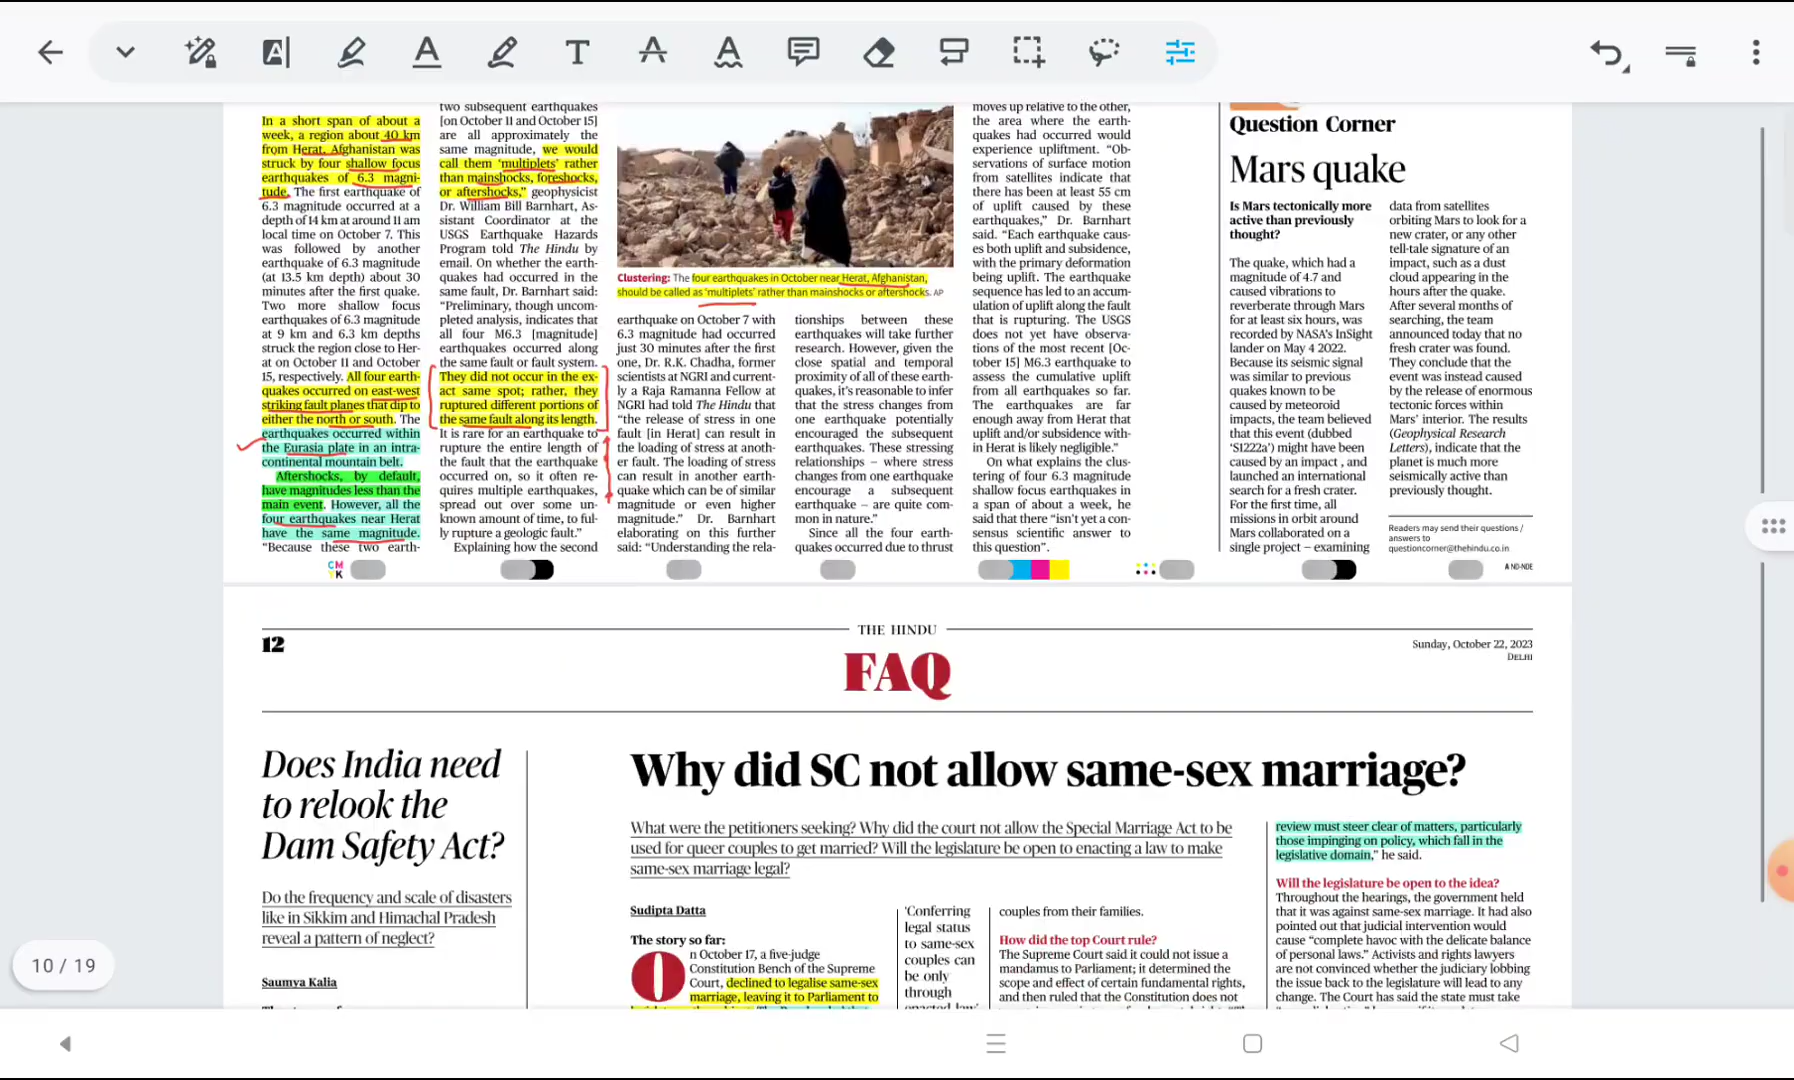 In a short span of about a
week, a region about 40 km
from Herat, Afghanistan was
struck by four shallow focus
earthquakes of 6.3 magni-
tude. The first earthquake of
6.3 magnitude occurred at a
depth of 14 km at around 11 am
local time on October 7. This
was followed by another
earthquake of 6.3 magnitude
(at 13.5 km depth) about 30
minutes after the first quake.
Two more shallow focus
earthquakes of 6.3 magnitude
at 9 km and 6.3 km depths
struck the region close to Her-
at on October 11 and October
15, respectively. All four earth-
quakes occurred on east-west
striking fault planes that dip to
either the north or south. The
earthquakes occurred within
the Eurasia plate in an intra-
continental mountain belt.
Aftershocks, by default,
have magnitudes less than the
main event. However, all the
four earthquakes near Herat
have the same magnitude.
“Because these two earth-
two subsequent earthquakes
[on October 11 and October 15]
are all approximately the
same magnitude, we would
call them ‘multiplets’ rather
than mainshocks, foreshocks,
or aftershocks,” geophysicist
Dr. William Bill Barnhart, As-
sistant Coordinator at the
USGS Earthquake Hazards
Program told The Hindu by
email. On whether the earth-
quakes had occurred in the
same fault, Dr. Barnhart said:
“Preliminary, though uncom-
pleted analysis, indicates that
all four M6.3 [magnitude]
earthquakes occurred along
the same fault or fault system.
They did not occur in the ex-
act same spot; rather, they
ruptured different portions of
the same fault along its length.
It is rare for an earthquake to
rupture the entire length of
the fault that the earthquake
occurred on, so it often re-
quires multiple earthquakes,
spread out over some un-
known amount of time, to ful-
ly rupture a geologic fault.”
Explaining how the second
Clustering: The four earthquakes in October near Herat, Afghanistan,
should be called as ‘multiplets’ rather than mainshocks or aftershocks. AP
earthquake on October 7 with
6.3 magnitude had occurred
just 30 minutes after the first
one, Dr. R.K. Chadha, former
scientists at NGRI and current-
ly a Raja Ramanna Fellow at
NGRI had told The Hindu that
“the release of stress in one
fault [in Herat] can result in
the loading of stress at anoth-
er fault. The loading of stress
can result in another earth-
quake which can be of similar
magnitude or even higher
magnitude.” Dr. Barnhart
elaborating on this further
said: “Understanding the rela-
tionships between these
earthquakes will take further
research. However, given the
close spatial and temporal
proximity of all of these earth-
quakes, it’s reasonable to infer
that the stress changes from
one earthquake potentially
encouraged the subsequent
earthquakes. These stressing
relationships – where stress
changes from one earthquake
encourage a subsequent
earthquake – are quite com-
mon in nature.”
Since all the four earth-
quakes occurred due to thrust
moves up relative to the other,
the area where the earth-
quakes had occurred would
experience upliftment. “Ob-
servations of surface motion
from satellites indicate that
there has been at least 55 cm
of uplift caused by these
earthquakes,” Dr. Barnhart
said. “Each earthquake caus-
es both uplift and subsidence,
with the primary deformation
being uplift. The earthquake
sequence has led to an accum-
ulation of uplift along the fault
that is rupturing. The USGS
does not yet have observa-
tions of the most recent [Oc-
tober 15] M6.3 earthquake to
assess the cumulative uplift
from all earthquakes so far.
The earthquakes are far
enough away from Herat that
uplift and/or subsidence with-
in Herat is likely negligible.”
On what explains the clus-
tering of four 6.3 magnitude
shallow focus earthquakes in
a span of about a week, he
said that there “isn’t yet a con-
sensus scientific answer to
this question”.
Question Corner
Mars quake
Is Mars tectonically more
active than previously
thought?
The quake, which had a
magnitude of 4.7 and
caused vibrations to
reverberate through Mars
for at least six hours, was
recorded by NASA’s InSight
lander on May 4 2022.
Because its seismic signal
was similar to previous
quakes known to be
caused by meteoroid
impacts, the team believed
that this event (dubbed
‘S1222a’) might have been
caused by an impact , and
launched an international
search for a fresh crater.
For the first time, all
missions in orbit around
Mars collaborated on a
single project – examining
data from satellites
orbiting Mars to look for a
new crater, or any other
tell-tale signature of an
impact, such as a dust
cloud appearing in the
hours after the quake.
After several months of
searching, the team
announced today that no
fresh crater was found.
They conclude that the
event was instead caused
by the release of enormous
tectonic forces within
Mars’ interior. The results
(Geophysical Research
Letters), indicate that the
planet is much more
seismically active than
previously thought.
Readers may send their questions /
answers to
questioncorner@thehindu.co.in
CM
YK
A ND-NDE
12
THE HINDU
FAQ
Sunday, October 22, 2023
DELHI
Does India need
to relook the
Dam Safety Act?
Do the frequency and scale of disasters
like in Sikkim and Himachal Pradesh
reveal a pattern of neglect?
Saumya Kalia
Why did SC not allow same-sex marriage?
What were the petitioners seeking? Why did the court not allow the Special Marriage Act to be
used for queer couples to get married? Will the legislature be open to enacting a law to make
same-sex marriage legal?
Sudipta Datta
The story so far:
On October 17, a five-judge
Constitution Bench of the Supreme
Court, declined to legalise same-sex
marriage, leaving it to Parliament to
‘Conferring
legal status
to same-sex
couples can
be only
through
enacted law’
couples from their families.
How did the top Court rule?
The Supreme Court said it could not issue a
mandamus to Parliament; it determined the
scope and effect of certain fundamental rights,
and then ruled that the Constitution does not
review must steer clear of matters, particularly
those impinging on policy, which fall in the
legislative domain,” he said.
Will the legislature be open to the idea?
Throughout the hearings, the government held
that it was against same-sex marriage. It had also
pointed out that judicial intervention would
cause “complete havoc with the delicate balance
of personal laws.” Activists and rights lawyers
are not convinced whether the judiciary lobbing
the issue back to the legislature will lead to any
change. The Court has said the state must take
10 / 19